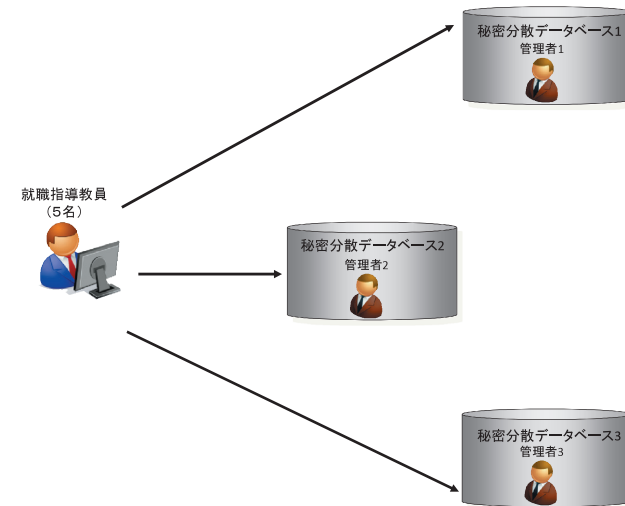 秘密分散データベース1
管理者1
就職指導教員
（5名）
秘密分散データベース2
管理者2
秘密分散データベース3
管理者3